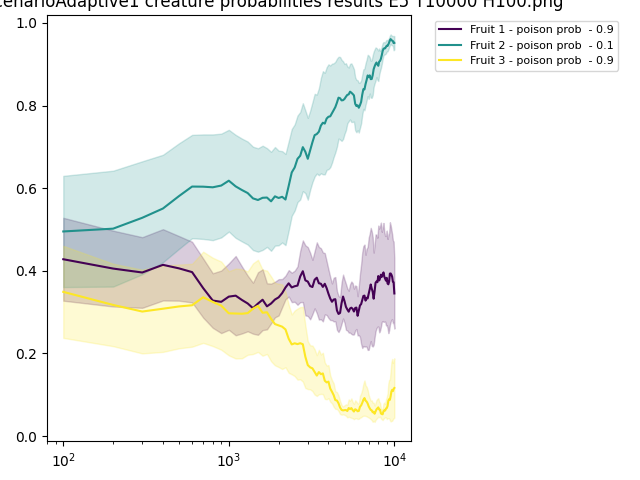 cenarioAdaptive1 creature probabilities results E5 T10000 H100.png
1.0
0.8
0.6
0.4
0.2
0.0
10²
10³
10⁴
Fruit 1 - poison prob - 0.9
Fruit 2 - poison prob - 0.1
Fruit 3 - poison prob - 0.9